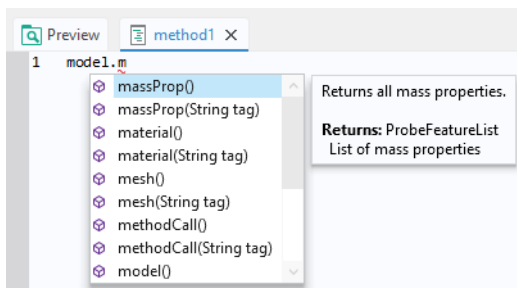 Preview
method1
1 model.m
massProp()
massProp(String tag)
material()
material(String tag)
mesh()
mesh(String tag)
methodCall()
methodCall(String tag)
model()
Returns all mass properties.
Returns: ProbeFeatureList
List of mass properties